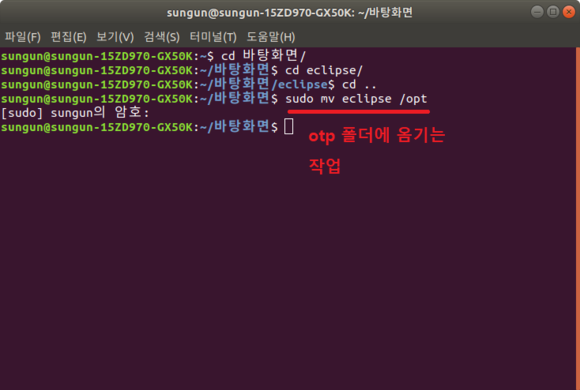 sungun@sungun-15ZD970-GX50K: ~/바탕화면
파일(F) 편집(E) 보기(V) 검색(S) 터미널(T) 도움말(H)
sungun@sungun-15ZD970-GX50K:~$ cd 바탕화면/
sungun@sungun-15ZD970-GX50K:~/바탕화면$ cd eclipse/
sungun@sungun-15ZD970-GX50K:~/바탕화면/eclipse$ cd ..
sungun@sungun-15ZD970-GX50K:~/바탕화면$ sudo mv eclipse /opt
[sudo] sungun의 암호:
sungun@sungun-15ZD970-GX50K:~/바탕화면$
otp 폴더에 옴기는
작업